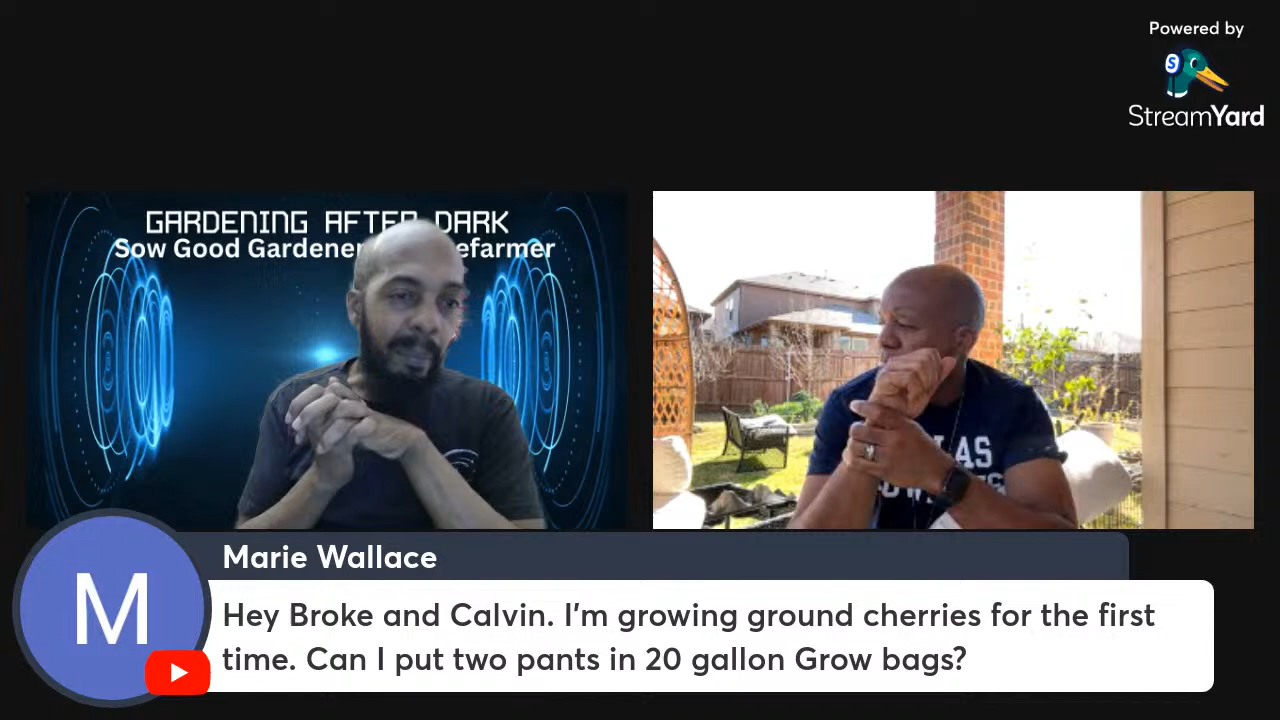 Powered by
S
StreamYard
GARDENING AFTER DARK
Sow Good Gardener efarmer
LAS
M
Marie Wallace
Hey Broke and Calvin. I'm growing ground cherries for the first
time. Can I put two pants in 20 gallon Grow bags?